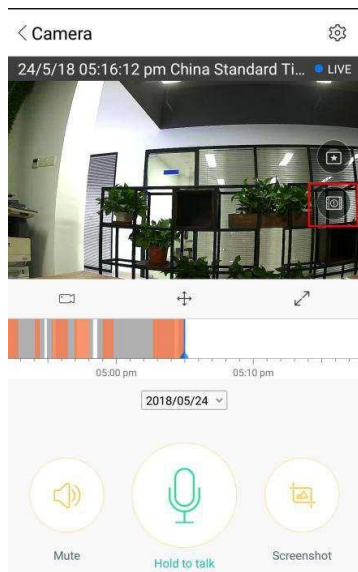 Camera
24/5/18 05:16:12 pm China Standard Ti... LIVE
05:00 pm 05:10 pm
2018/05/24
Mute Hold to talk Screenshot